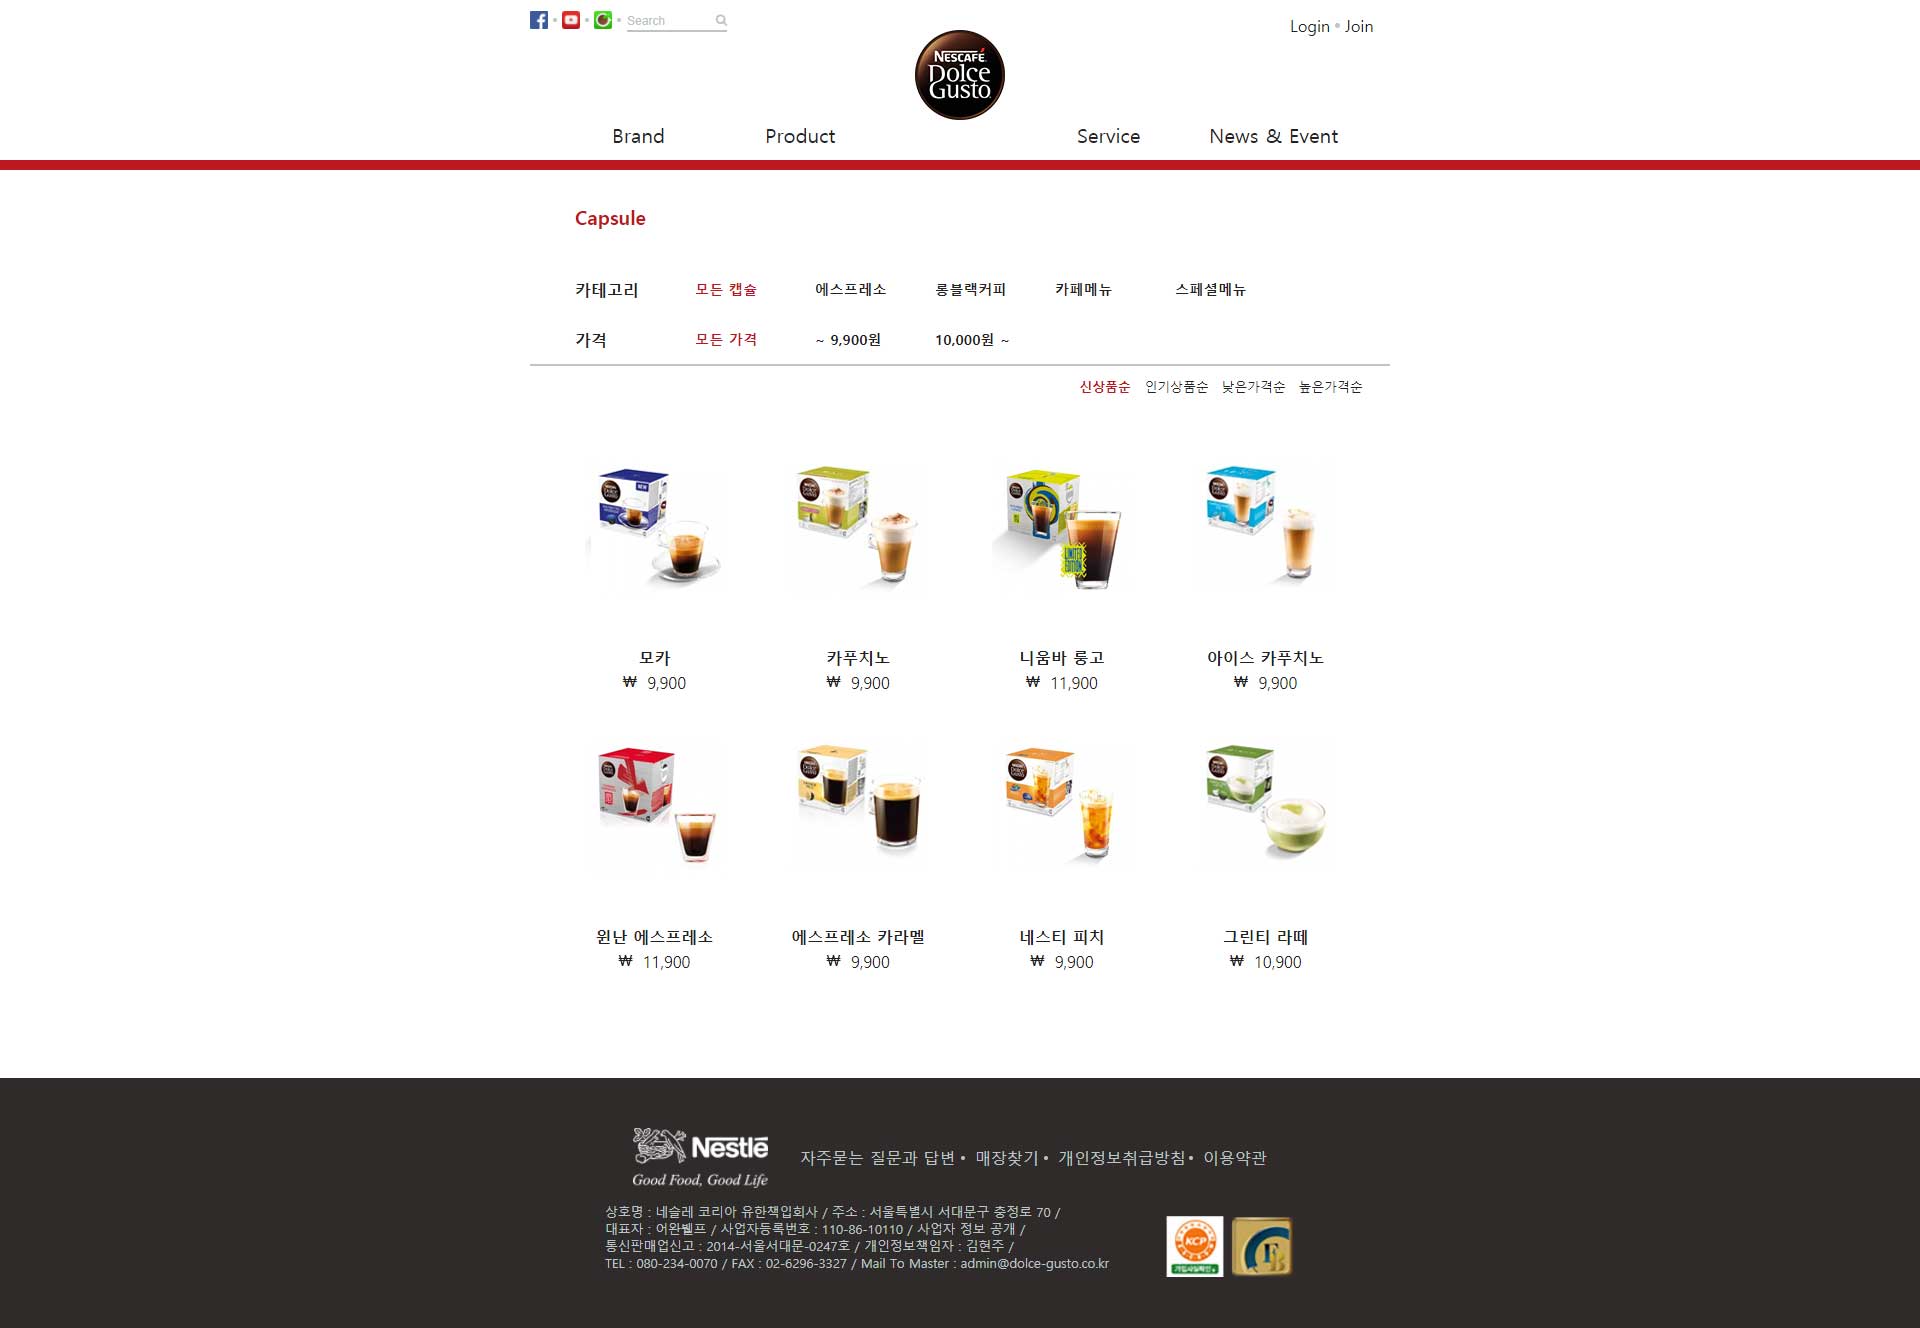 Search
Login • Join
NESCAFÉ
Dolce
Gusto
Brand Product Service News & Event
Capsule
카테고리 모든 캡슐 에스프레소 롱블랙커피 카페메뉴 스페셜메뉴
가격 모든 가격 ~ 9,900원 10,000원 ~
신상품순 인기상품순 낮은가격순 높은가격순
모카 카푸치노 니움바 룽고 아이스 카푸치노
₩ 9,900 ₩ 9,900 ₩ 11,900 ₩ 9,900
윈난 에스프레소 에스프레소 카라멜 네스티 피치 그린티 라떼
₩ 11,900 ₩ 9,900 ₩ 9,900 ₩ 10,900
Nestlé
Good Food, Good Life
자주묻는 질문과 답변 • 매장찾기 • 개인정보취급방침 • 이용약관
상호명 : 네슬레 코리아 유한책입회사 / 주소 : 서울특별시 서대문구 충정로 70 /
대표자 : 어완뷀프 / 사업자등록번호 : 110-86-10110 / 사업자 정보 공개 /
통신판매업신고 : 2014-서울서대문-0247호 / 개인정보책임자 : 김현주 /
TEL : 080-234-0070 / FAX : 02-6296-3327 / Mail To Master : admin@dolce-gusto.co.kr
KCP